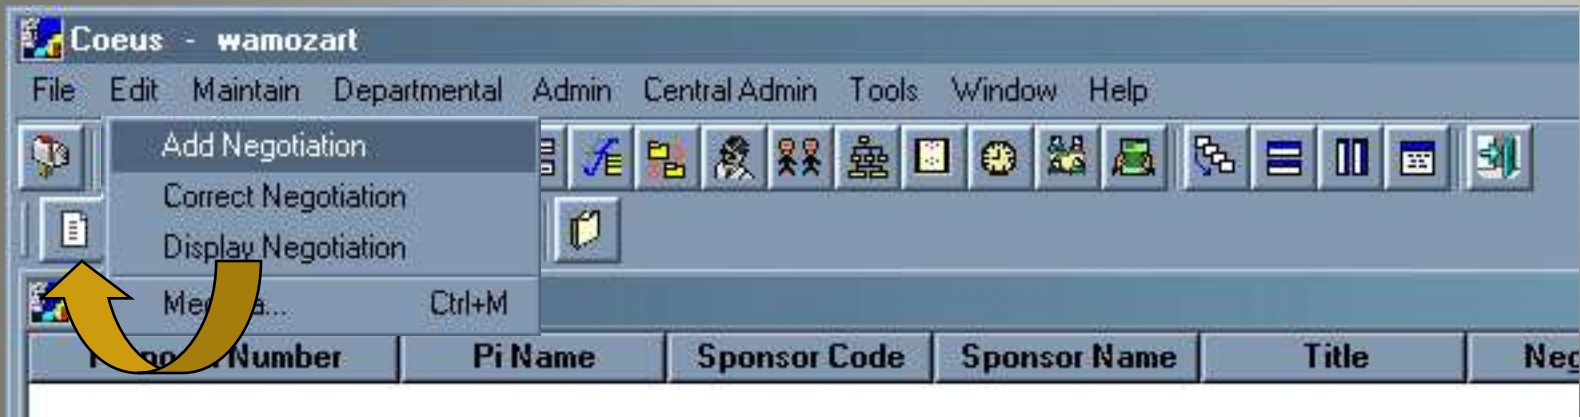 Coeus - wamozart
File Edit Maintain Departmental Admin Central Admin Tools Window Help
Add Negotiation
Correct Negotiation
Display Negotiation
Ctrl+M
Number Pi Name Sponsor Code Sponsor Name Title